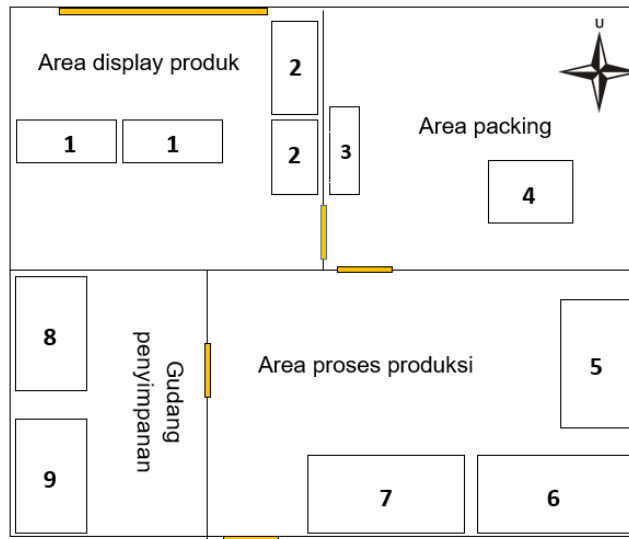 U
Area display produk
2
Area packing
1
1
2
3
4
8
Gudang
penyimpanan
Area proses produksi
5
9
7
6